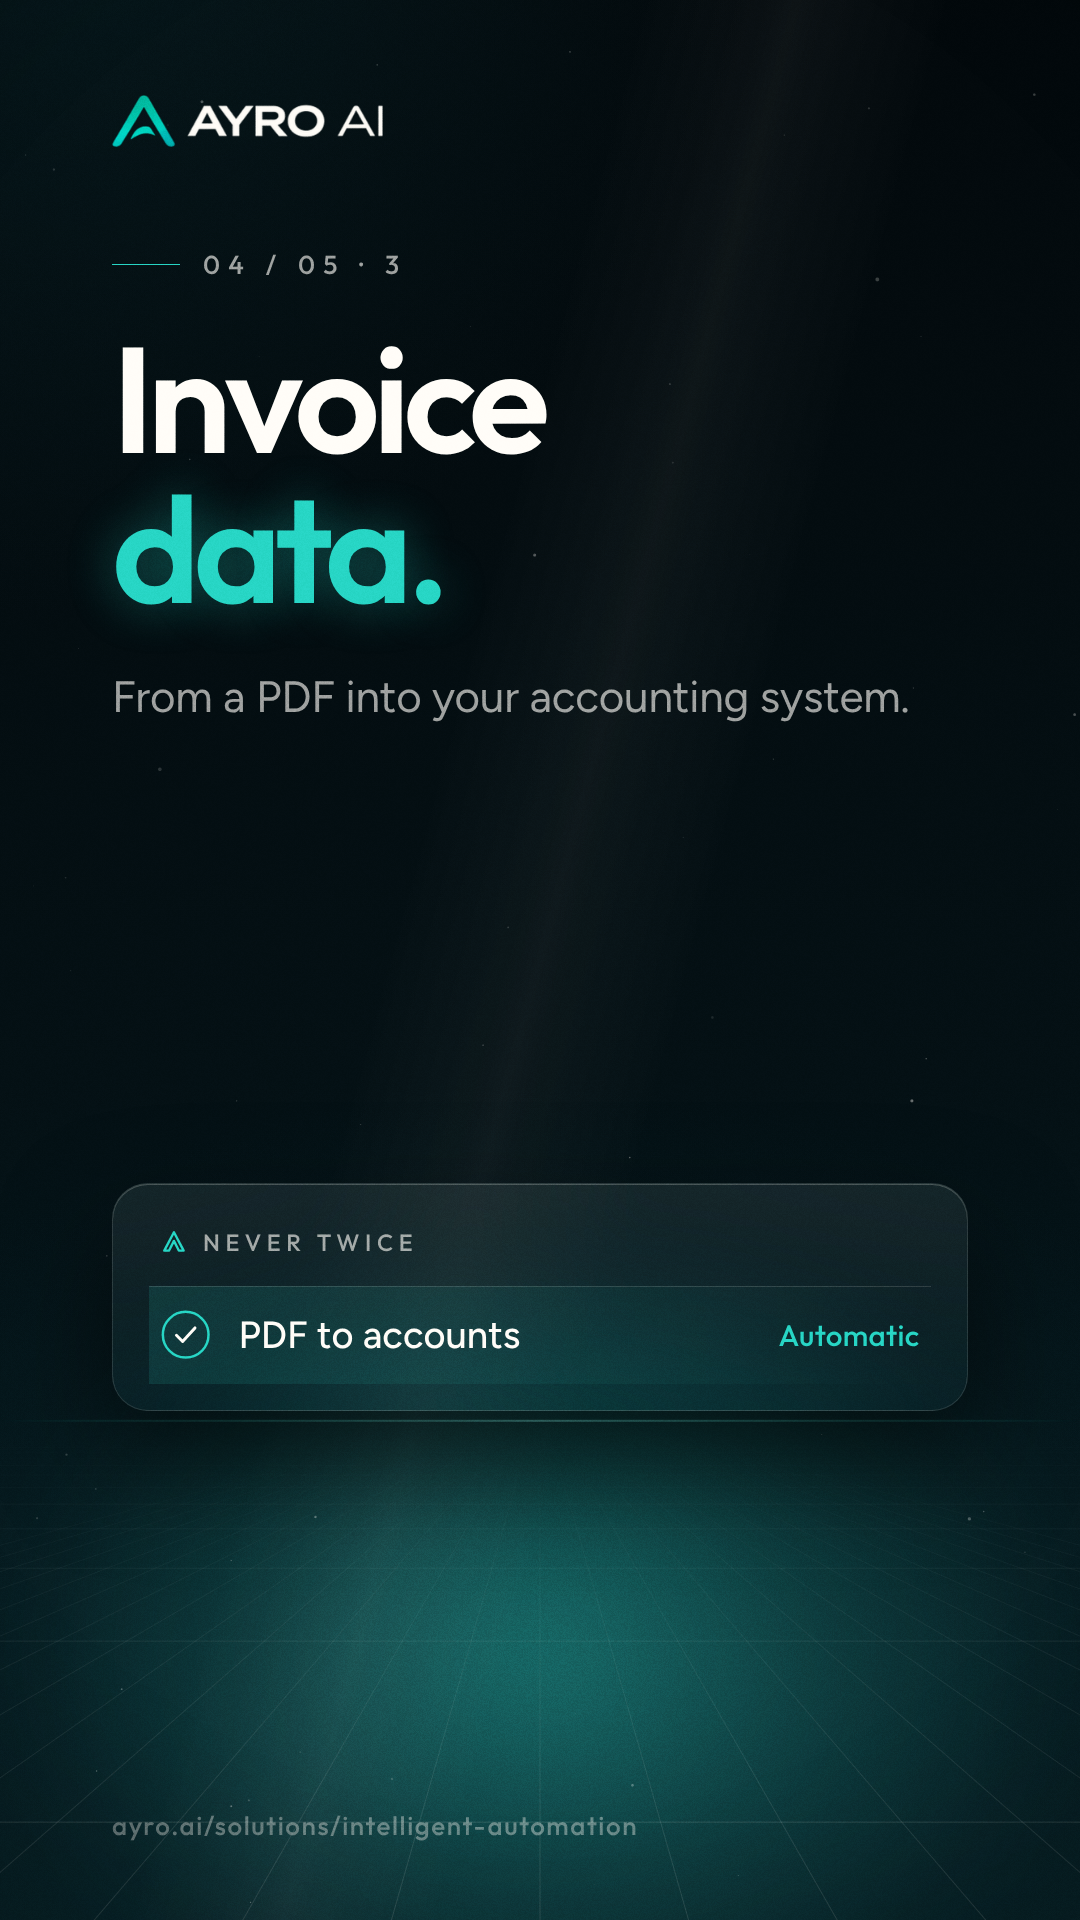 AYRO AI
04 / 05 · 3
Invoice
data.
From a PDF into your accounting system.
NEVER TWICE
PDF to accounts
Automatic
ayro.ai/solutions/intelligent-automation